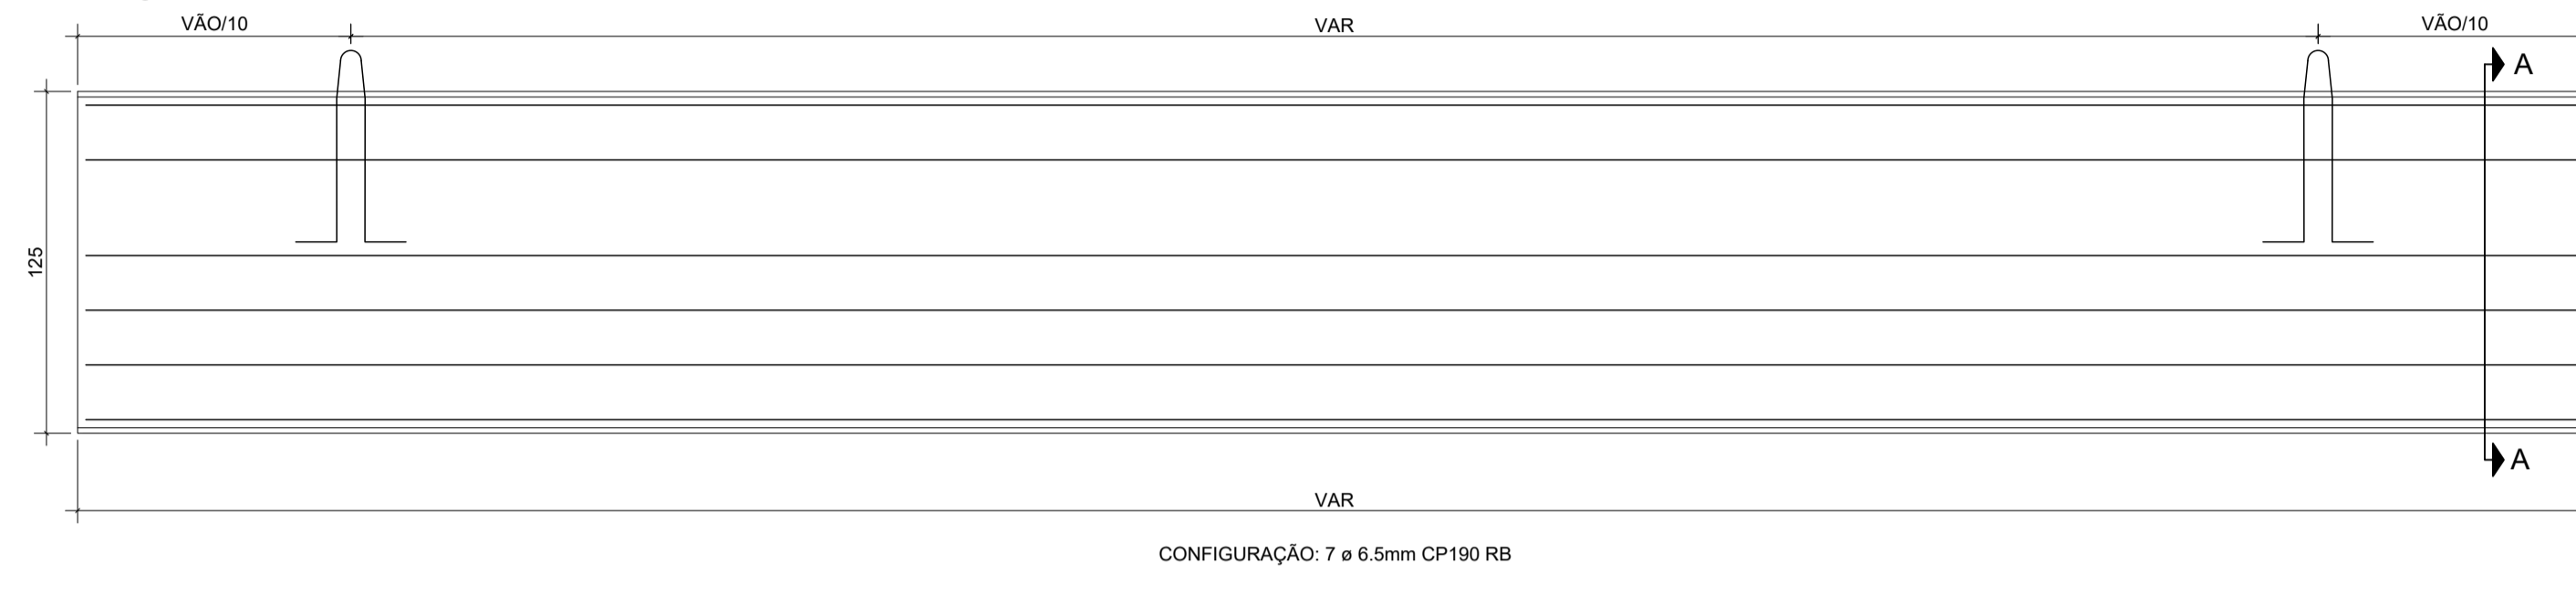 VÃO/10
VAR
VÃO/10
A
125
A
VAR
CONFIGURAÇÃO: 7 ø 6.5mm CP190 RB